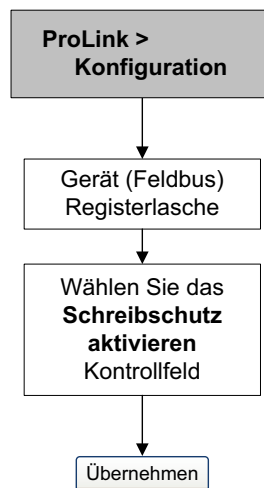 ProLink >
Konfiguration
Gerät (Feldbus)
Registerlasche
Wählen Sie das
Schreibschutz
aktivieren
Kontrollfeld
Übernehmen